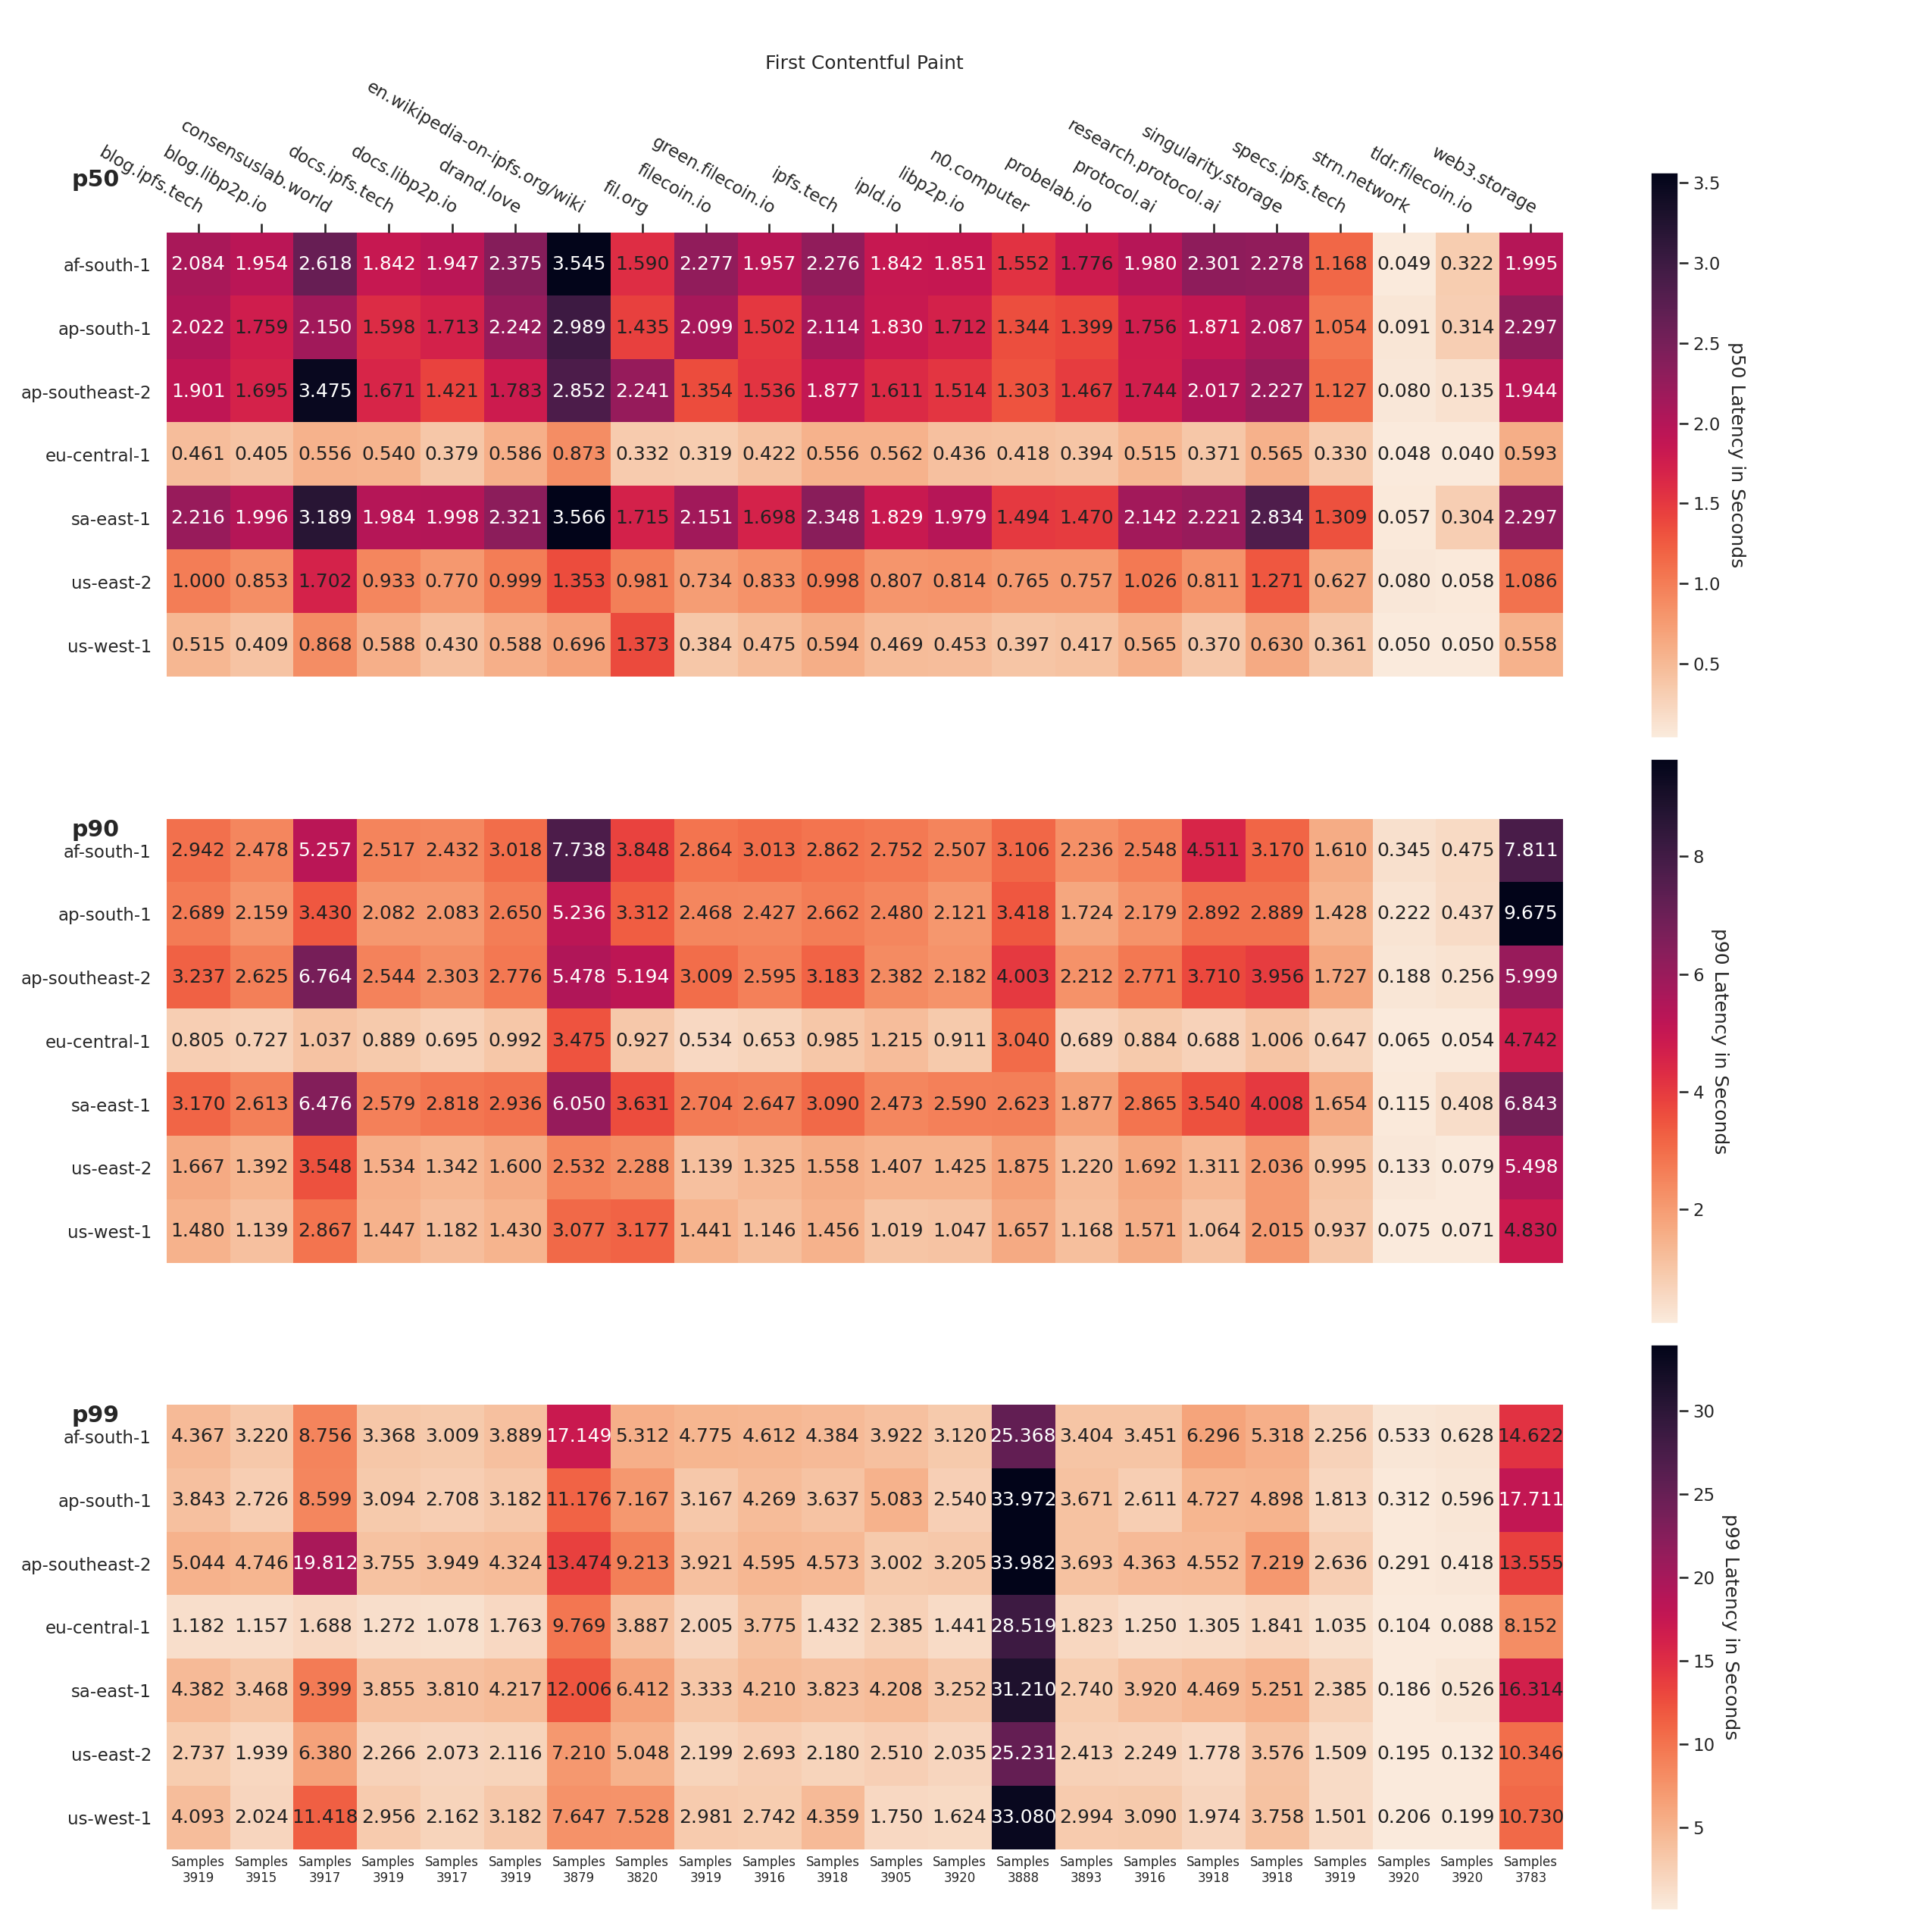 First Contentful Paint
p50
blog.ipfs.tech
blog.libp2p.io
consensuslab.world
docs.ipfs.tech
docs.libp2p.io
drand.love
en.wikipedia-on-ipfs.org/wiki
fil.org
filecoin.io
green.filecoin.io
ipfs.tech
ipld.io
libp2p.io
n0.computer
probelab.io
protocol.ai
research.protocol.ai
singularity.storage
specs.ipfs.tech
strn.network
tldr.filecoin.io
web3.storage
af-south-1 2.084 1.954 2.618 1.842 1.947 2.375 3.545 1.590 2.277 1.957 2.276 1.842 1.851 1.552 1.776 1.980 2.301 2.278 1.168 0.049 0.322 1.995
ap-south-1 2.022 1.759 2.150 1.598 1.713 2.242 2.989 1.435 2.099 1.502 2.114 1.830 1.712 1.344 1.399 1.756 1.871 2.087 1.054 0.091 0.314 2.297
ap-southeast-2 1.901 1.695 3.475 1.671 1.421 1.783 2.852 2.241 1.354 1.536 1.877 1.611 1.514 1.303 1.467 1.744 2.017 2.227 1.127 0.080 0.135 1.944
eu-central-1 0.461 0.405 0.556 0.540 0.379 0.586 0.873 0.332 0.319 0.422 0.556 0.562 0.436 0.418 0.394 0.515 0.371 0.565 0.330 0.048 0.040 0.593
sa-east-1 2.216 1.996 3.189 1.984 1.998 2.321 3.566 1.715 2.151 1.698 2.348 1.829 1.979 1.494 1.470 2.142 2.221 2.834 1.309 0.057 0.304 2.297
us-east-2 1.000 0.853 1.702 0.933 0.770 0.999 1.353 0.981 0.734 0.833 0.998 0.807 0.814 0.765 0.757 1.026 0.811 1.271 0.627 0.080 0.058 1.086
us-west-1 0.515 0.409 0.868 0.588 0.430 0.588 0.696 1.373 0.384 0.475 0.594 0.469 0.453 0.397 0.417 0.565 0.370 0.630 0.361 0.050 0.050 0.558
3.5
3.0
2.5
2.0
1.5
1.0
0.5
p50 Latency in Seconds
p90
af-south-1 2.942 2.478 5.257 2.517 2.432 3.018 7.738 3.848 2.864 3.013 2.862 2.752 2.507 3.106 2.236 2.548 4.511 3.170 1.610 0.345 0.475 7.811
ap-south-1 2.689 2.159 3.430 2.082 2.083 2.650 5.236 3.312 2.468 2.427 2.662 2.480 2.121 3.418 1.724 2.179 2.892 2.889 1.428 0.222 0.437 9.675
ap-southeast-2 3.237 2.625 6.764 2.544 2.303 2.776 5.478 5.194 3.009 2.595 3.183 2.382 2.182 4.003 2.212 2.771 3.710 3.956 1.727 0.188 0.256 5.999
eu-central-1 0.805 0.727 1.037 0.889 0.695 0.992 3.475 0.927 0.534 0.653 0.985 1.215 0.911 3.040 0.689 0.884 0.688 1.006 0.647 0.065 0.054 4.742
sa-east-1 3.170 2.613 6.476 2.579 2.818 2.936 6.050 3.631 2.704 2.647 3.090 2.473 2.590 2.623 1.877 2.865 3.540 4.008 1.654 0.115 0.408 6.843
us-east-2 1.667 1.392 3.548 1.534 1.342 1.600 2.532 2.288 1.139 1.325 1.558 1.407 1.425 1.875 1.220 1.692 1.311 2.036 0.995 0.133 0.079 5.498
us-west-1 1.480 1.139 2.867 1.447 1.182 1.430 3.077 3.177 1.441 1.146 1.456 1.019 1.047 1.657 1.168 1.571 1.064 2.015 0.937 0.075 0.071 4.830
8
6
4
2
p90 Latency in Seconds
p99
af-south-1 4.367 3.220 8.756 3.368 3.009 3.889 17.149 5.312 4.775 4.612 4.384 3.922 3.120 25.368 3.404 3.451 6.296 5.318 2.256 0.533 0.628 14.622
ap-south-1 3.843 2.726 8.599 3.094 2.708 3.182 11.176 7.167 3.167 4.269 3.637 5.083 2.540 33.972 3.671 2.611 4.727 4.898 1.813 0.312 0.596 17.711
ap-southeast-2 5.044 4.746 19.812 3.755 3.949 4.324 13.474 9.213 3.921 4.595 4.573 3.002 3.205 33.982 3.693 4.363 4.552 7.219 2.636 0.291 0.418 13.555
eu-central-1 1.182 1.157 1.688 1.272 1.078 1.763 9.769 3.887 2.005 3.775 1.432 2.385 1.441 28.519 1.823 1.250 1.305 1.841 1.035 0.104 0.088 8.152
sa-east-1 4.382 3.468 9.399 3.855 3.810 4.217 12.006 6.412 3.333 4.210 3.823 4.208 3.252 31.210 2.740 3.920 4.469 5.251 2.385 0.186 0.526 16.314
us-east-2 2.737 1.939 6.380 2.266 2.073 2.116 7.210 5.048 2.199 2.693 2.180 2.510 2.035 25.231 2.413 2.249 1.778 3.576 1.509 0.195 0.132 10.346
us-west-1 4.093 2.024 11.418 2.956 2.162 3.182 7.647 7.528 2.981 2.742 4.359 1.750 1.624 33.080 2.994 3.090 1.974 3.758 1.501 0.206 0.199 10.730
Samples Samples Samples Samples Samples Samples Samples Samples Samples Samples Samples Samples Samples Samples Samples Samples Samples Samples Samples Samples Samples Samples
3919 3915 3917 3919 3917 3919 3879 3820 3919 3916 3918 3905 3920 3888 3893 3916 3918 3918 3919 3920 3920 3783
30
25
20
15
10
5
p99 Latency in Seconds